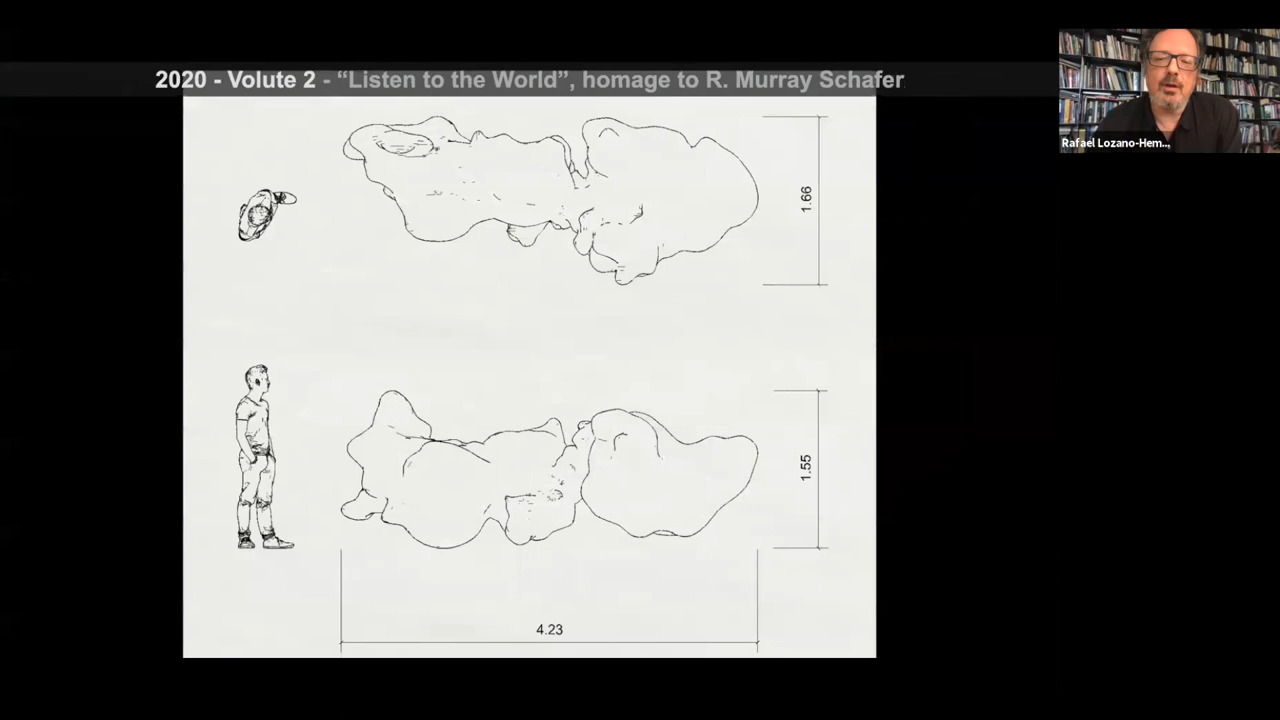 2020 - Volute 2 - “Listen to the World”, homage to R. Murray Schafer
Rafael Lozano-Hem...
1.66
1.55
4.23